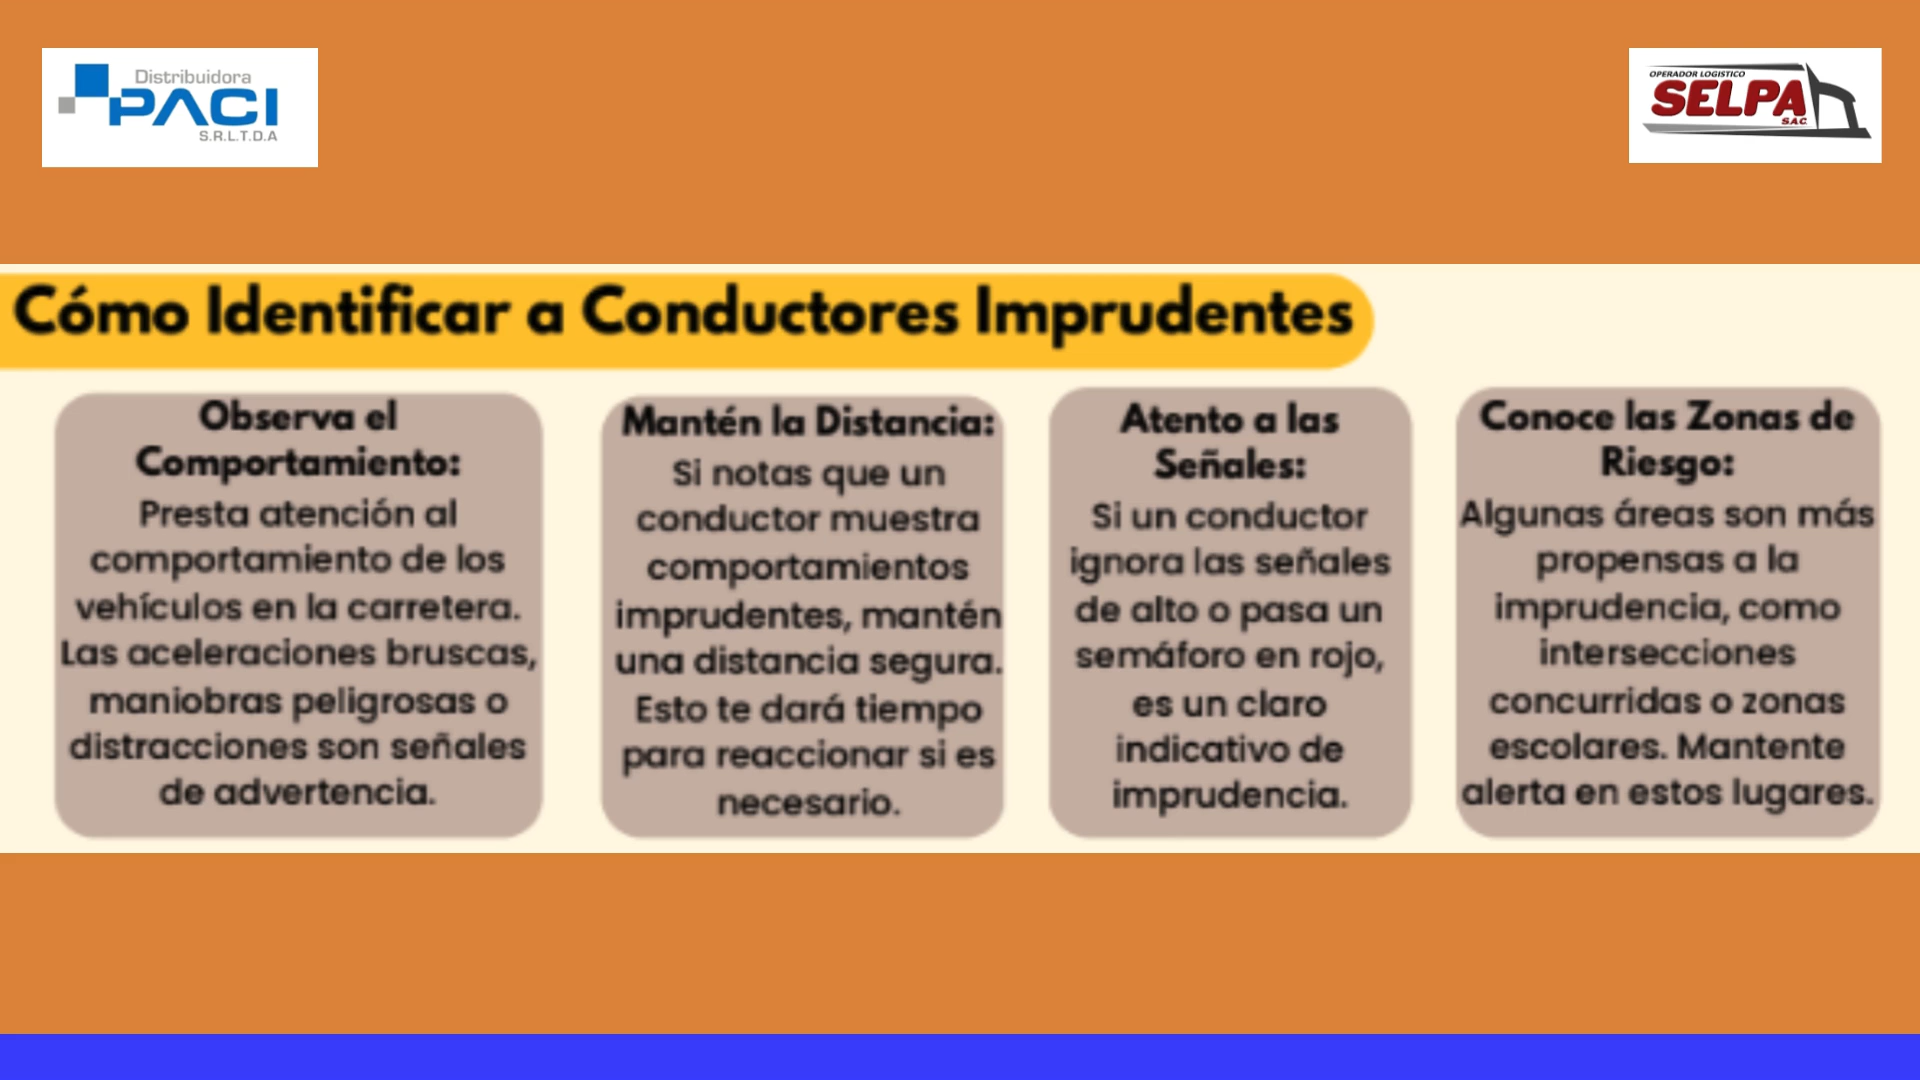 Distribuidora
PACI
S.R.L.T.D.A
OPERADOR LOGISTICO
SELPA
S.A.C.
Cómo Identificar a Conductores Imprudentes
Observa el
Comportamiento:
Presta atención al
comportamiento de los
vehículos en la carretera.
Las aceleraciones bruscas,
maniobras peligrosas o
distracciones son señales
de advertencia.
Mantén la Distancia:
Si notas que un
conductor muestra
comportamientos
imprudentes, mantén
una distancia segura.
Esto te dará tiempo
para reaccionar si es
necesario.
Atento a las
Señales:
Si un conductor
ignora las señales
de alto o pasa un
semáforo en rojo,
es un claro
indicativo de
imprudencia.
Conoce las Zonas de
Riesgo:
Algunas áreas son más
propensas a la
imprudencia, como
intersecciones
concurridas o zonas
escolares. Mantente
alerta en estos lugares.